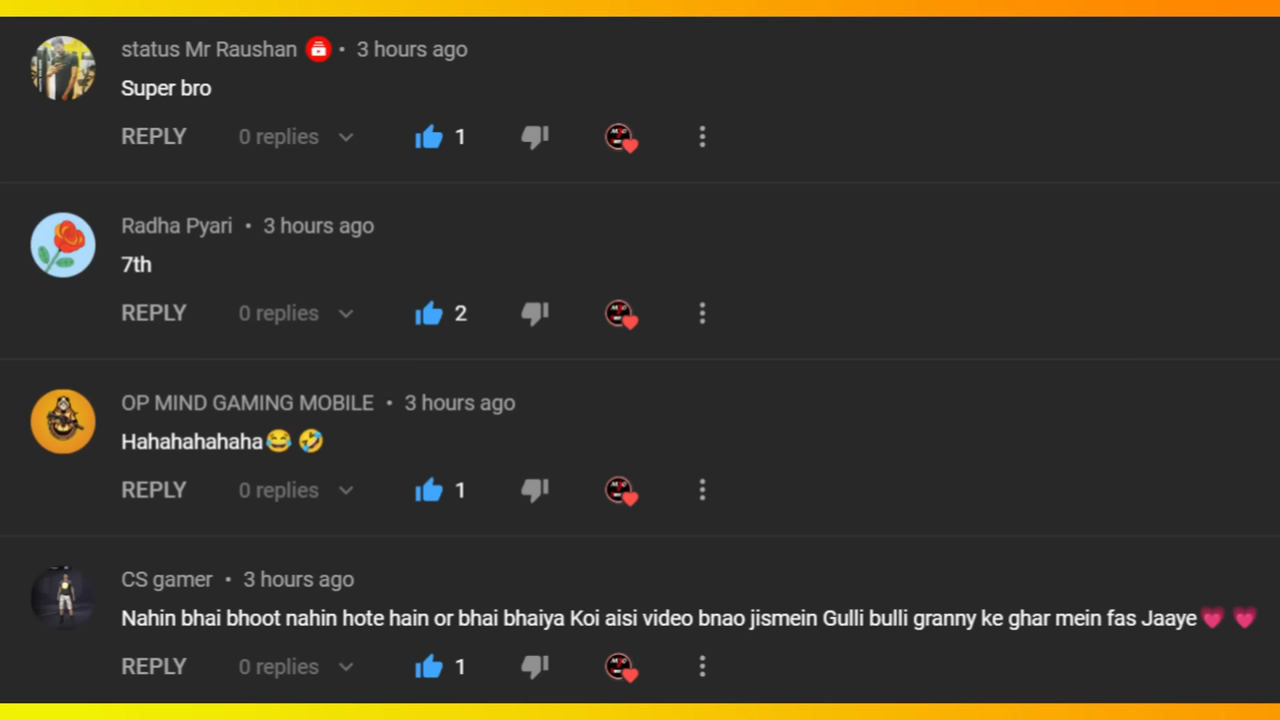 status Mr Raushan • 3 hours ago
Super bro
REPLY 0 replies 1
Radha Pyari • 3 hours ago
7th
REPLY 0 replies 2
OP MIND GAMING MOBILE • 3 hours ago
Hahahahahaha😂 🤣
REPLY 0 replies 1
CS gamer • 3 hours ago
Nahin bhai bhoot nahin hote hain or bhai bhaiya Koi aisi video bnao jismein Gulli bulli granny ke ghar mein fas Jaaye💗 💗
REPLY 0 replies 1